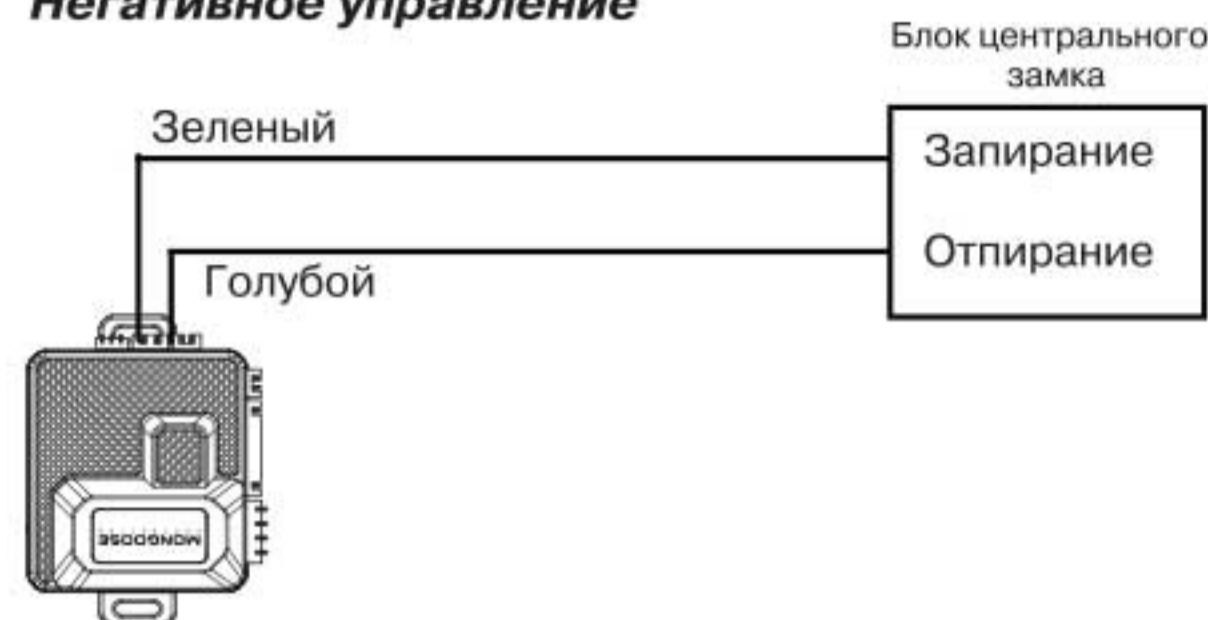 Негативное управление
Блок центрального
замка
Зеленый
Запирание
Отпирание
Голубой
MONGOOSE